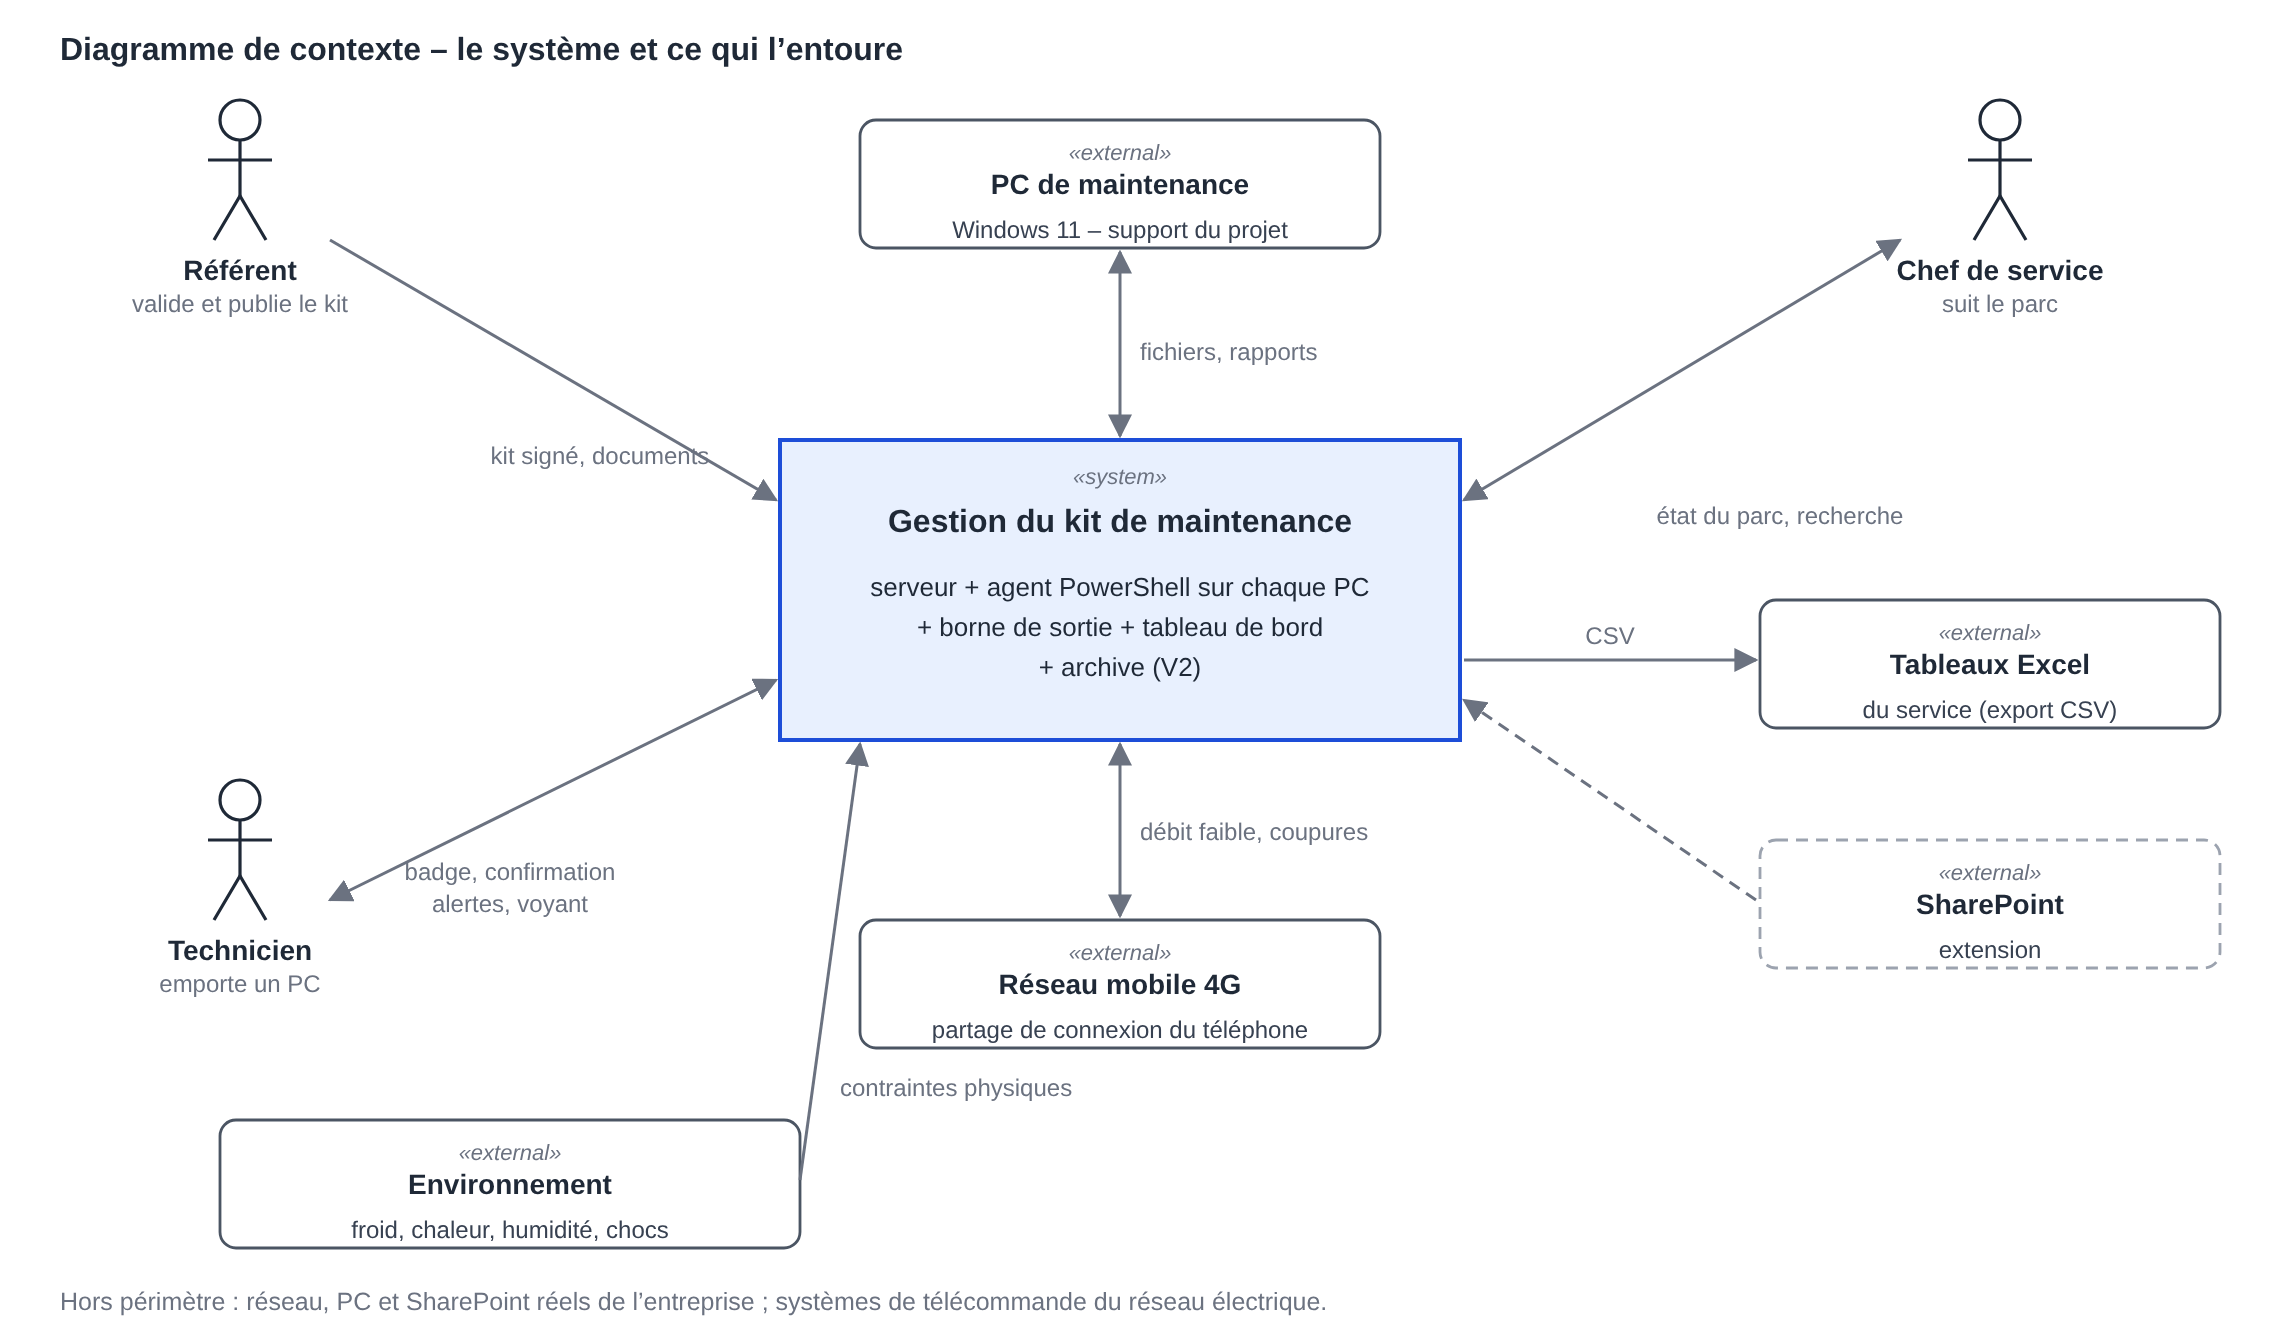 Diagramme de contexte – le système et ce qui l’entoure
«external»
PC de maintenance
Windows 11 – support du projet
Référent
valide et publie le kit
Chef de service
suit le parc
fichiers, rapports
kit signé, documents
«system»
Gestion du kit de maintenance
serveur + agent PowerShell sur chaque PC
+ borne de sortie + tableau de bord
+ archive (V2)
état du parc, recherche
CSV
«external»
Tableaux Excel
du service (export CSV)
badge, confirmation
alertes, voyant
Technicien
emporte un PC
débit faible, coupures
«external»
SharePoint
extension
«external»
Réseau mobile 4G
partage de connexion du téléphone
contraintes physiques
«external»
Environnement
froid, chaleur, humidité, chocs
Hors périmètre : réseau, PC et SharePoint réels de l’entreprise ; systèmes de télécommande du réseau électrique.